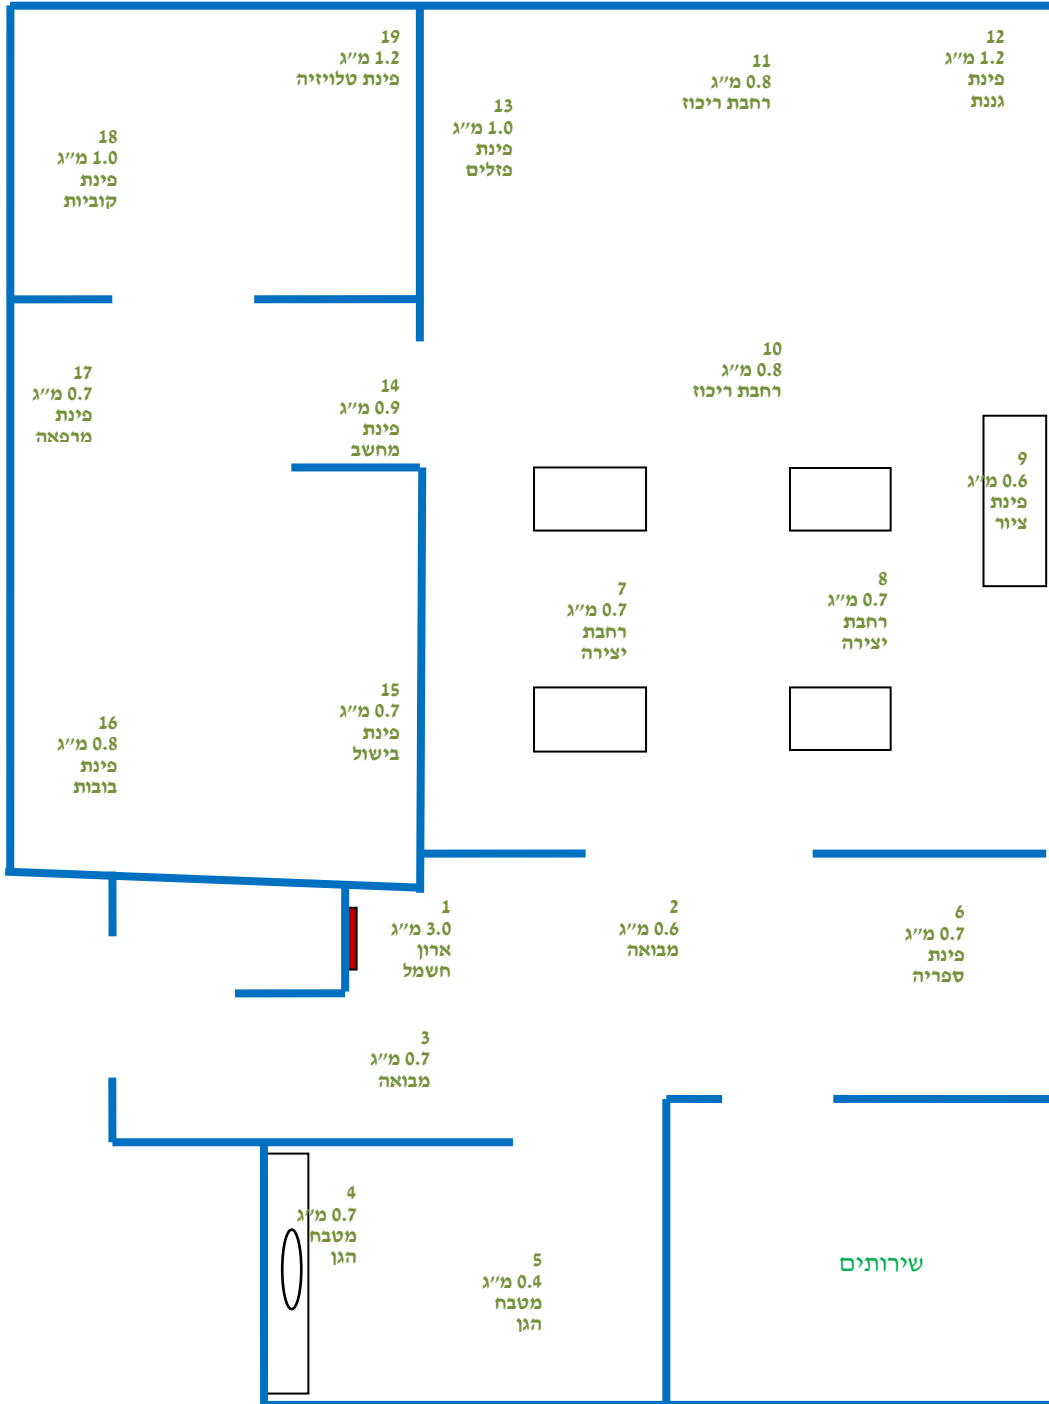 19
1.2 מ״ג
פינת טלויזיה
12
1.2 מ״ג
פינת
גננת
11
0.8 מ״ג
רחבת ריכוז
13
1.0 מ״ג
פינת
פזלים
18
1.0 מ״ג
פינת
קוביות
10
0.8 מ״ג
רחבת ריכוז
17
0.7 מ״ג
פינת
מרפאה
14
0.9 מ״ג
פינת
מחשב
9
0.6 מ״ג
פינת
ציור
8
0.7 מ״ג
רחבת
יצירה
7
0.7 מ״ג
רחבת
יצירה
15
0.7 מ״ג
פינת
בישול
16
0.8 מ״ג
פינת
בובות
1
3.0 מ״ג
ארון
חשמל
2
0.6 מ״ג
מבואה
6
0.7 מ״ג
פינת
ספריה
3
0.7 מ״ג
מבואה
4
0.7 מ״ג
מטבח
הגן
5
0.4 מ״ג
מטבח
הגן
שירותים